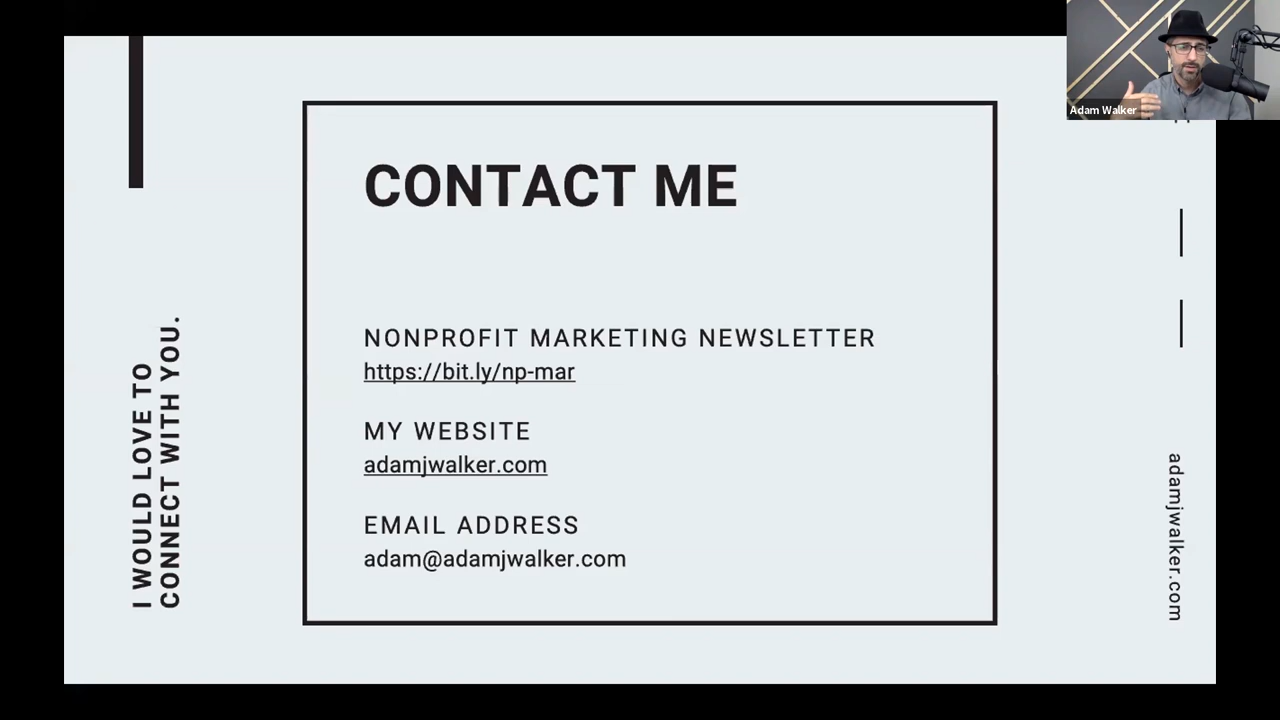 Adam Walker
CONTACT ME
NONPROFIT MARKETING NEWSLETTER
https://bit.ly/np-mar
MY WEBSITE
adamjwalker.com
EMAIL ADDRESS
adam@adamjwalker.com
I WOULD LOVE TO
CONNECT WITH YOU.
adamjwalker.com